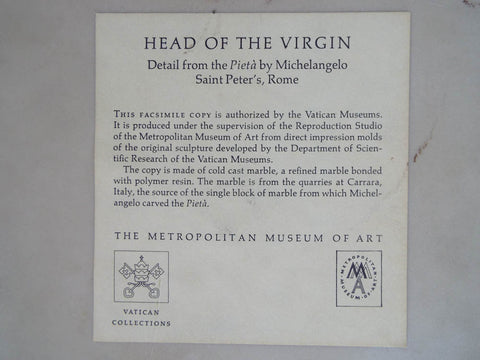 HEAD OF THE VIRGIN
Detail from the Pietà by Michelangelo
Saint Peter's, Rome
THIS FACSIMILE COPY is authorized by the Vatican Museums.
It is produced under the supervision of the Reproduction Studio
of the Metropolitan Museum of Art from direct impression molds
of the original sculpture developed by the Department of Scien-
tific Research of the Vatican Museums.
The copy is made of cold cast marble, a refined marble bonded
with polymer resin. The marble is from the quarries at Carrara,
Italy, the source of the single block of marble from which Michel-
angelo carved the Pietà.
THE METROPOLITAN MUSEUM OF ART
VATICAN
COLLECTIONS
METROPOLITAN
MUSEUM·OF·ART
MMA